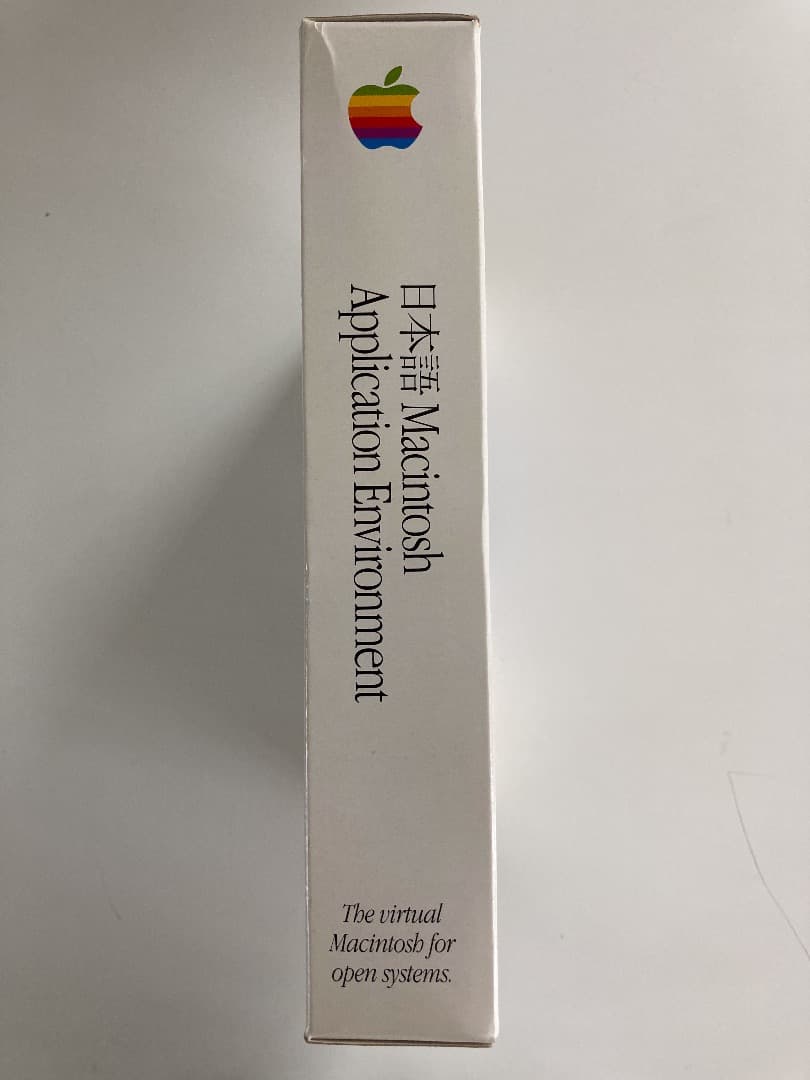 日本語 Macintosh
Application Environment
The virtual
Macintosh for
open systems.